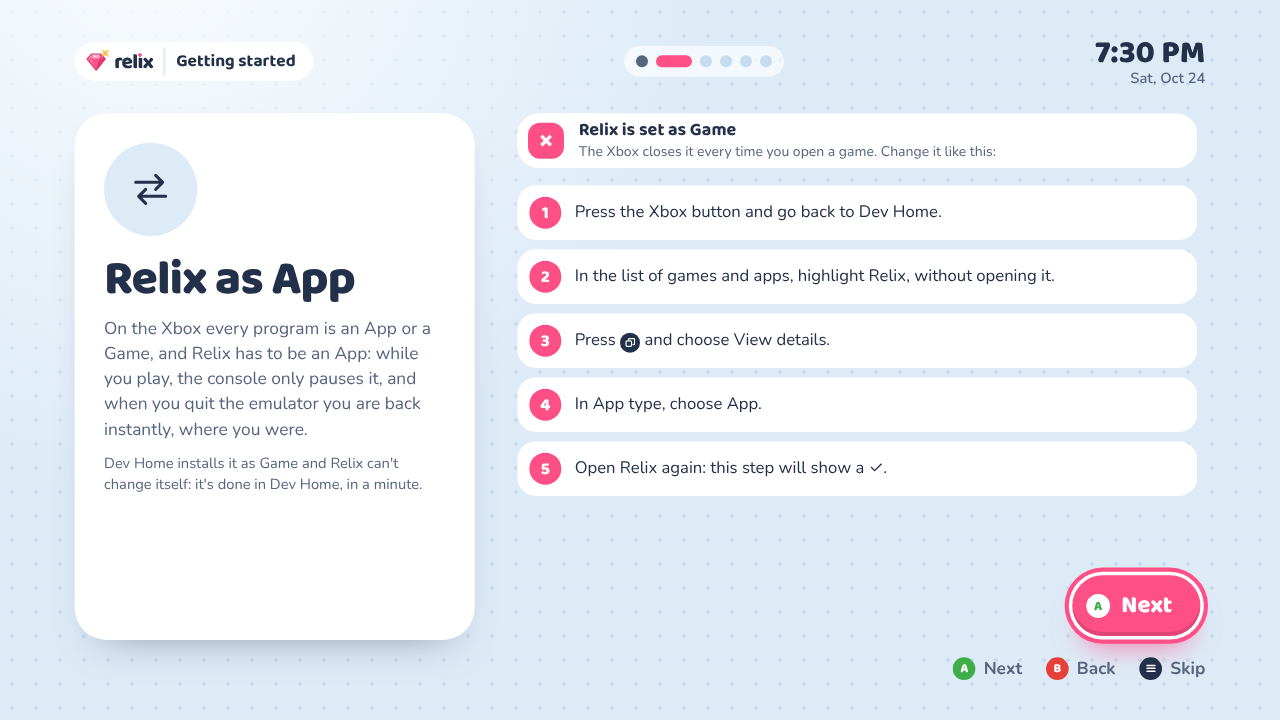 relix
Getting started
7:30 PM
Sat, Oct 24
Relix as App
On the Xbox every program is an App or a
Game, and Relix has to be an App: while
you play, the console only pauses it, and
when you quit the emulator you are back
instantly, where you were.
Dev Home installs it as Game and Relix can't
change itself: it's done in Dev Home, in a minute.
Relix is set as Game
The Xbox closes it every time you open a game. Change it like this:
1 Press the Xbox button and go back to Dev Home.
2 In the list of games and apps, highlight Relix, without opening it.
3 Press and choose View details.
4 In App type, choose App.
5 Open Relix again: this step will show a ✓.
A Next
A Next B Back Skip